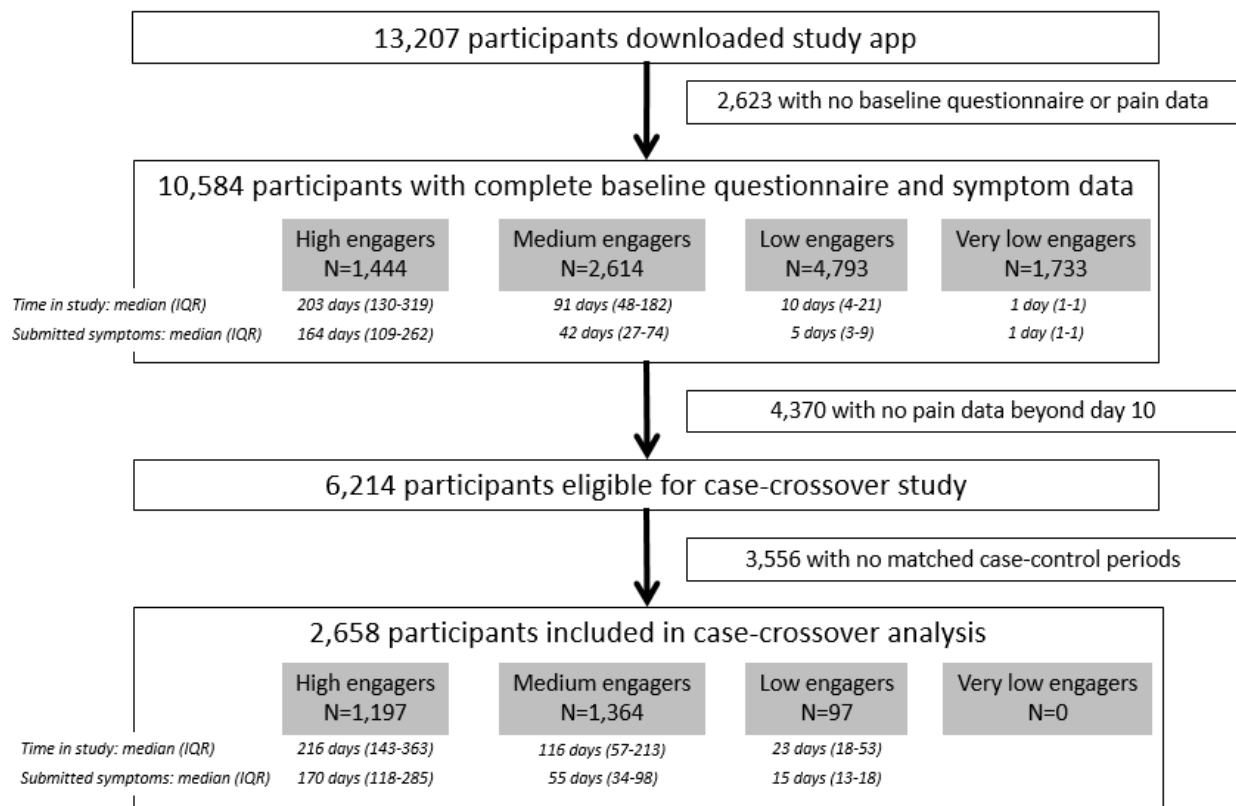 13,207 participants downloaded study app
2,623 with no baseline questionnaire or pain data
10,584 participants with complete baseline questionnaire and symptom data
High engagers Medium engagers Low engagers Very low engagers
N=1,444 N=2,614 N=4,793 N=1,733
Time in study: median (IQR) 203 days (130-319) 91 days (48-182) 10 days (4-21) 1 day (1-1)
Submitted symptoms: median (IQR) 164 days (109-262) 42 days (27-74) 5 days (3-9) 1 day (1-1)
4,370 with no pain data beyond day 10
6,214 participants eligible for case-crossover study
3,556 with no matched case-control periods
2,658 participants included in case-crossover analysis
High engagers Medium engagers Low engagers Very low engagers
N=1,197 N=1,364 N=97 N=0
Time in study: median (IQR) 216 days (143-363) 116 days (57-213) 23 days (18-53)
Submitted symptoms: median (IQR) 170 days (118-285) 55 days (34-98) 15 days (13-18)